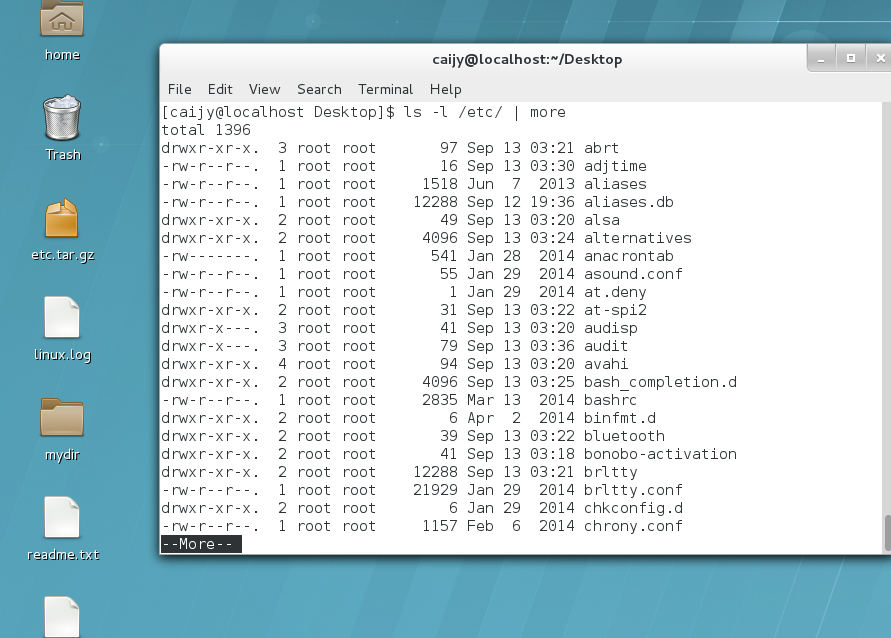 home
Trash
etc.tar.gz
linux.log
mydir
readme.txt
caijy@localhost:~/Desktop
File Edit View Search Terminal Help
[caijy@localhost Desktop]$ ls -l /etc/ | more
total 1396
drwxr-xr-x.  3 root root       97 Sep 13 03:21 abrt
-rw-r--r--.  1 root root       16 Sep 13 03:30 adjtime
-rw-r--r--.  1 root root     1518 Jun  7  2013 aliases
-rw-r--r--.  1 root root    12288 Sep 12 19:36 aliases.db
drwxr-xr-x.  2 root root       49 Sep 13 03:20 alsa
drwxr-xr-x.  2 root root     4096 Sep 13 03:24 alternatives
-rw-------.  1 root root      541 Jan 28  2014 anacrontab
-rw-r--r--.  1 root root       55 Jan 29  2014 asound.conf
-rw-r--r--.  1 root root        1 Jan 29  2014 at.deny
drwxr-xr-x.  2 root root       31 Sep 13 03:22 at-spi2
drwxr-x---.  3 root root       41 Sep 13 03:20 audisp
drwxr-x---.  3 root root       79 Sep 13 03:36 audit
drwxr-xr-x.  4 root root       94 Sep 13 03:20 avahi
drwxr-xr-x.  2 root root     4096 Sep 13 03:25 bash_completion.d
-rw-r--r--.  1 root root     2835 Mar 13  2014 bashrc
drwxr-xr-x.  2 root root        6 Apr  2  2014 binfmt.d
drwxr-xr-x.  2 root root       39 Sep 13 03:22 bluetooth
drwxr-xr-x.  2 root root       41 Sep 13 03:18 bonobo-activation
drwxr-xr-x.  2 root root    12288 Sep 13 03:21 brltty
-rw-r--r--.  1 root root    21929 Jan 29  2014 brltty.conf
drwxr-xr-x.  2 root root        6 Jan 29  2014 chkconfig.d
-rw-r--r--.  1 root root     1157 Feb  6  2014 chrony.conf
--More--